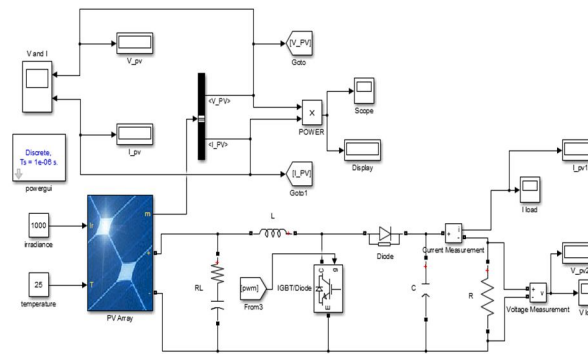 V and I
V_pv
[V_PV]
Goto
<V_PV>
Scope
×
POWER
I_pv
<I_PV>
Display
[I_PV]
Goto1
Discrete,
Ts = 1e-06 s.
powergui
I_pv1
I load
m
1000
Ir
irradiance
+
L
Diode
+
i
-
Current Measurement
25
T
temperature
-
PV Array
RL
[pwm]
From3
IGBT/Diode
C
g
E
C
R
+
v
-
Voltage Measurement
V_pv2